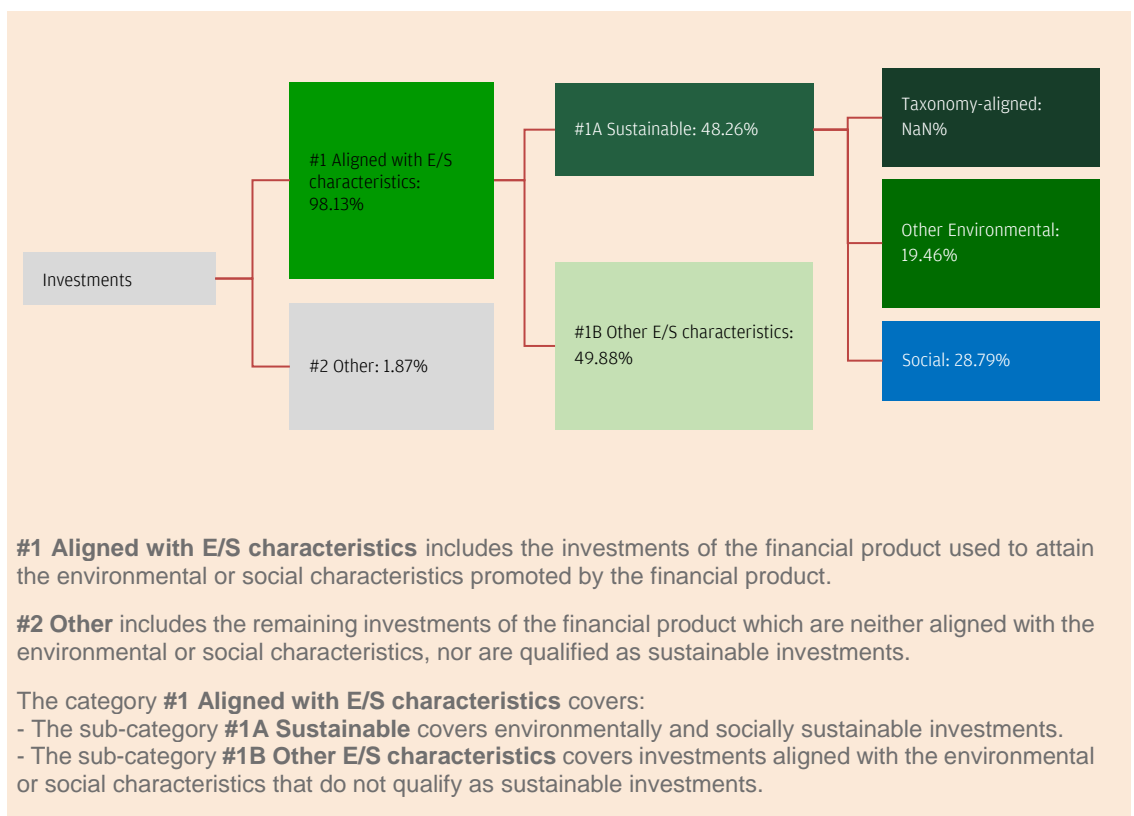 Investments
#1 Aligned with E/S
characteristics:
98.13%
#2 Other: 1.87%
#1A Sustainable: 48.26%
#1B Other E/S characteristics:
49.88%
Taxonomy-aligned:
NaN%
Other Environmental:
19.46%
Social: 28.79%
#1 Aligned with E/S characteristics includes the investments of the financial product used to attain
the environmental or social characteristics promoted by the financial product.
#2 Other includes the remaining investments of the financial product which are neither aligned with the
environmental or social characteristics, nor are qualified as sustainable investments.
The category #1 Aligned with E/S characteristics covers:
- The sub-category #1A Sustainable covers environmentally and socially sustainable investments.
- The sub-category #1B Other E/S characteristics covers investments aligned with the environmental
or social characteristics that do not qualify as sustainable investments.